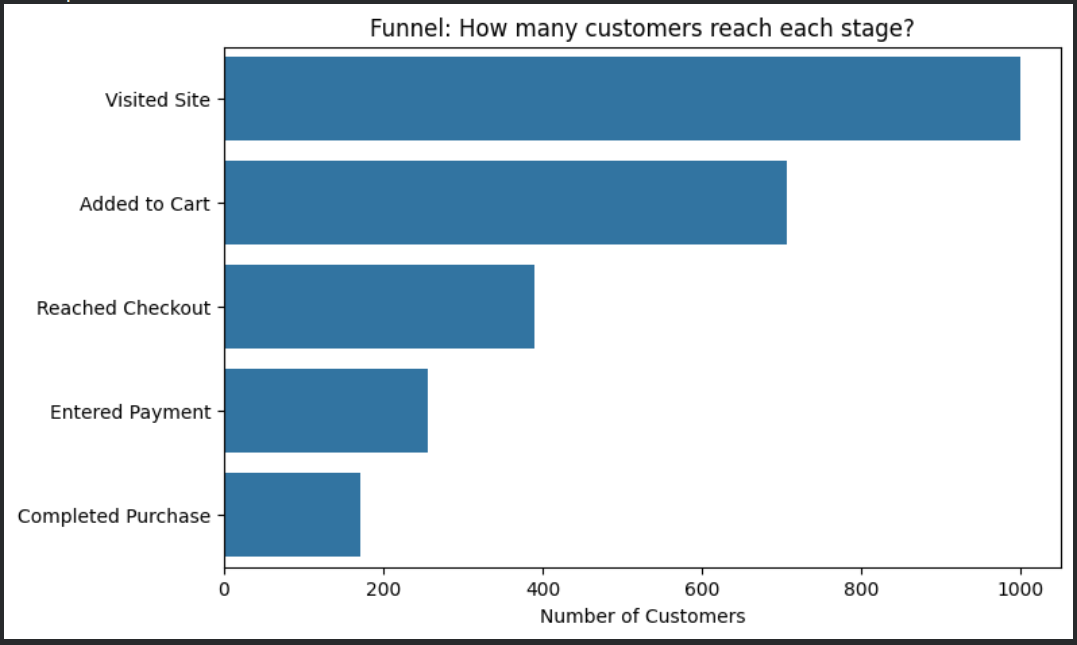 Funnel: How many customers reach each stage?
Visited Site
Added to Cart
Reached Checkout
Entered Payment
Completed Purchase
0 200 400 600 800 1000
Number of Customers